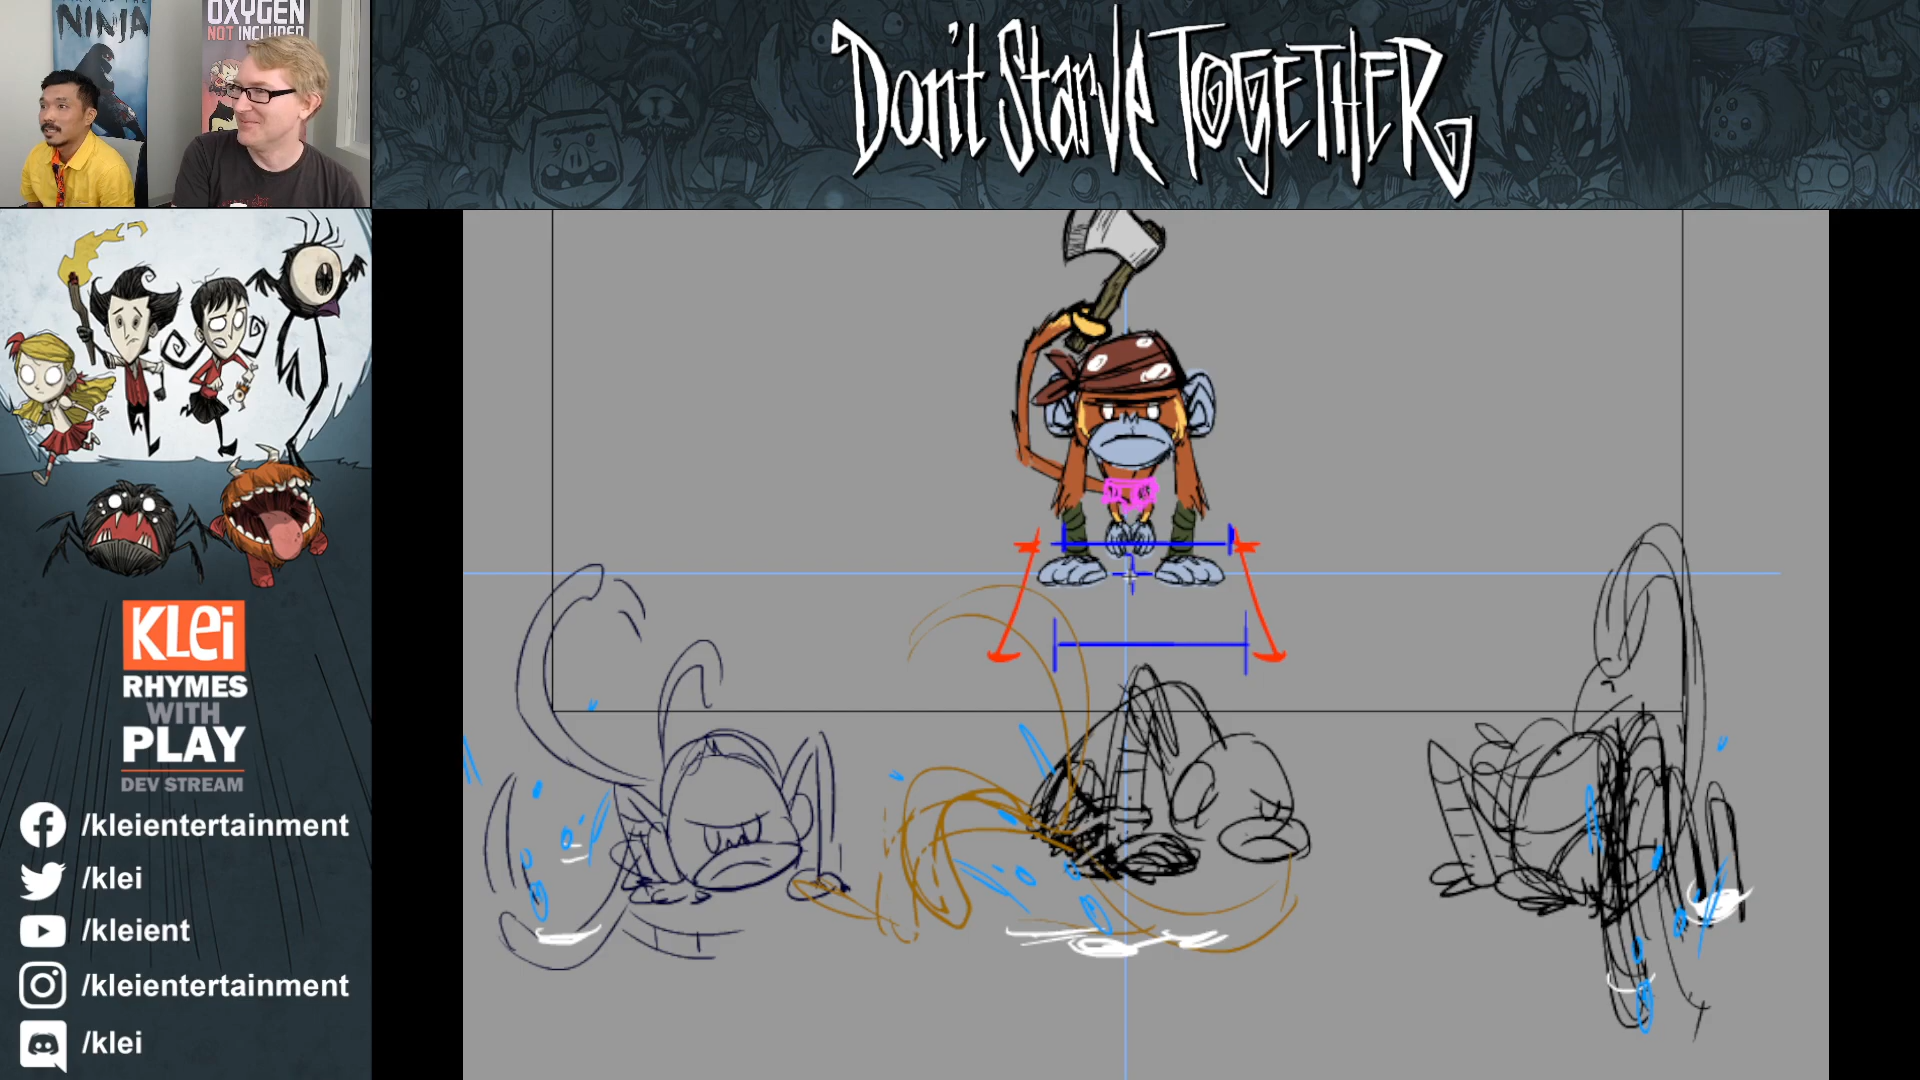 NINJA
OXYGEN
NOT INCLUDED
Don't Starve TOGETHER
KLei
RHYMES
WITH
PLAY
DEV STREAM
/kleientertainment
/klei
/kleient
/kleientertainment
/klei